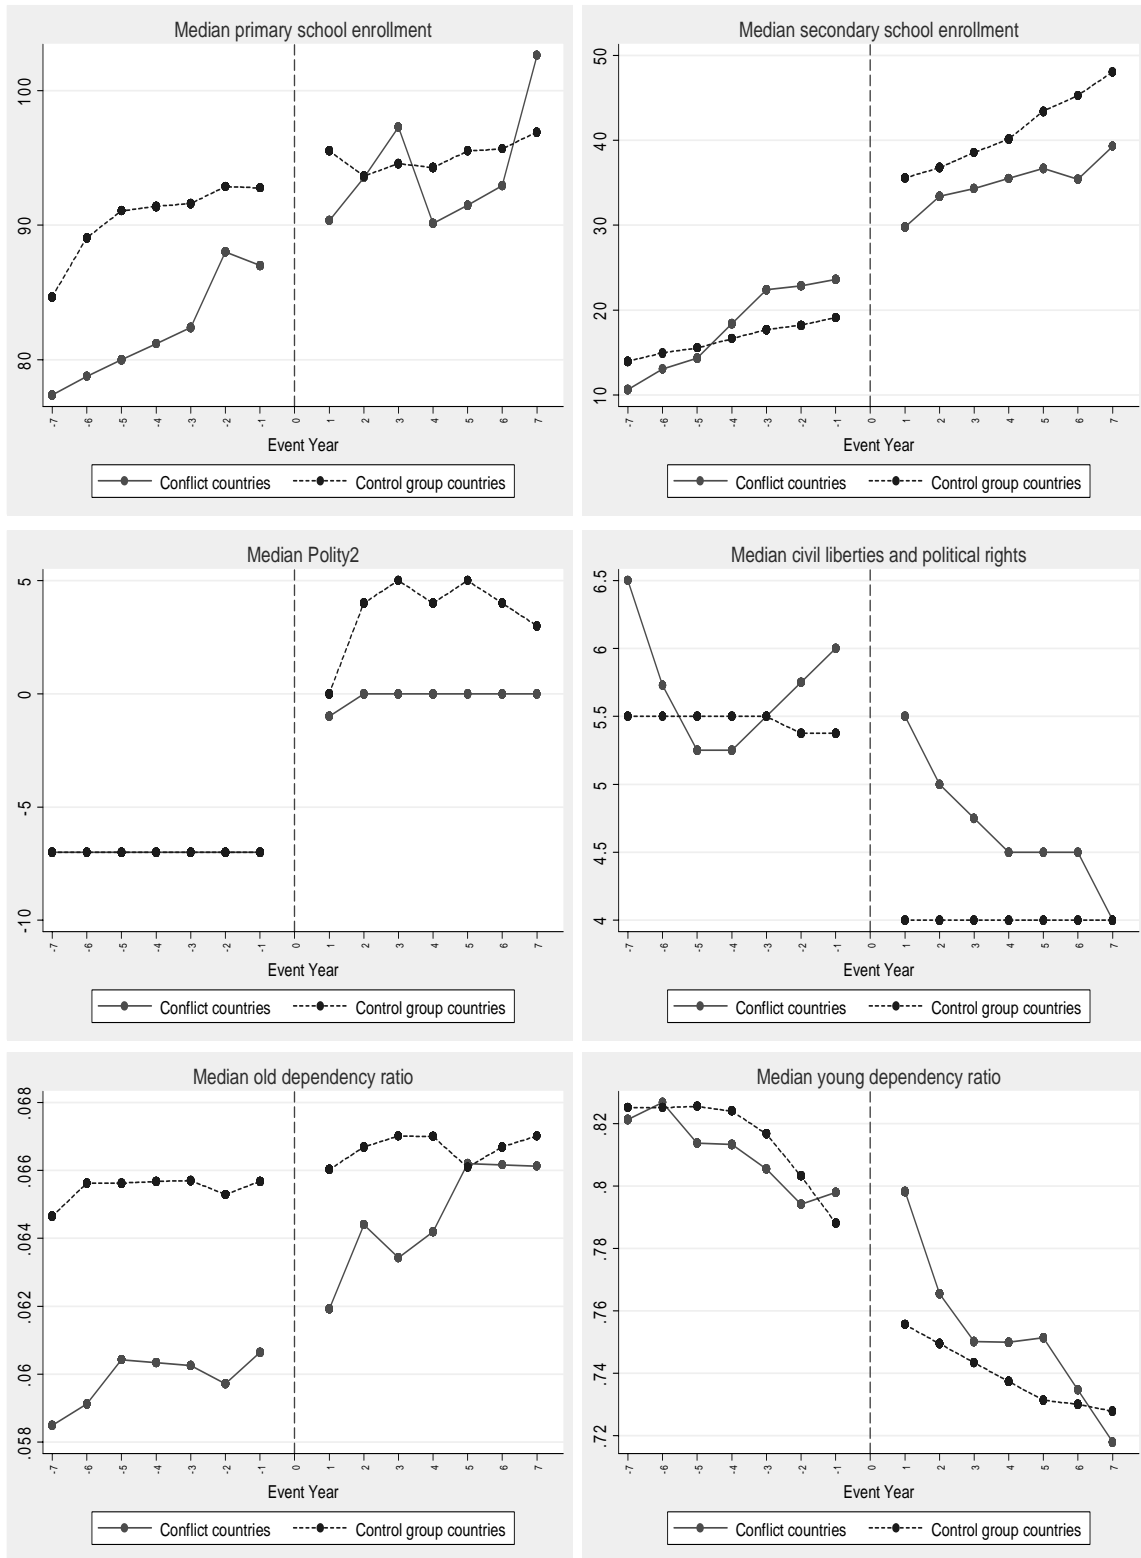 Median primary school enrollment
100
90
80
-7 -6 -5 -4 -3 -2 -1 0 1 2 3 4 5 6 7
Event Year
Conflict countries Control group countries
Median secondary school enrollment
50
40
30
20
10
-7 -6 -5 -4 -3 -2 -1 0 1 2 3 4 5 6 7
Event Year
Conflict countries Control group countries
Median Polity2
5
0
-5
-10
-7 -6 -5 -4 -3 -2 -1 0 1 2 3 4 5 6 7
Event Year
Conflict countries Control group countries
Median civil liberties and political rights
6.5
6
5.5
5
4.5
4
-7 -6 -5 -4 -3 -2 -1 0 1 2 3 4 5 6 7
Event Year
Conflict countries Control group countries
Median old dependency ratio
.068
.066
.064
.062
.06
.058
-7 -6 -5 -4 -3 -2 -1 0 1 2 3 4 5 6 7
Event Year
Conflict countries Control group countries
Median young dependency ratio
.82
.8
.78
.76
.74
.72
-7 -6 -5 -4 -3 -2 -1 0 1 2 3 4 5 6 7
Event Year
Conflict countries Control group countries